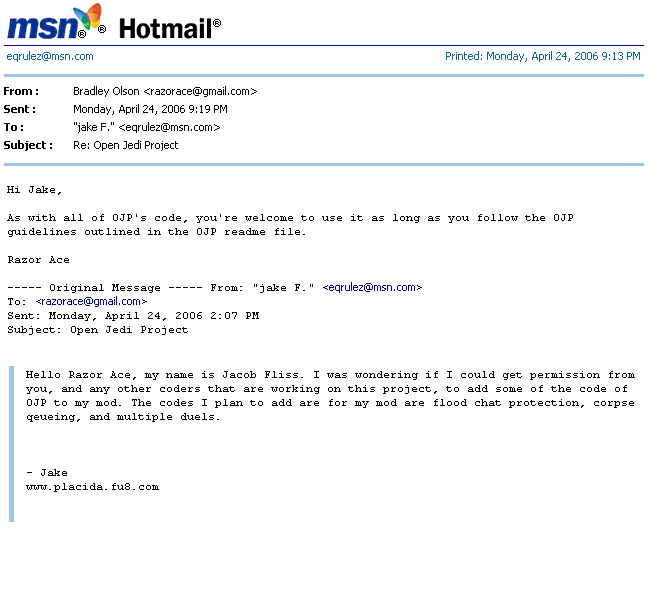 msn® Hotmail®
eqrulez@msn.com Printed: Monday, April 24, 2006 9:13 PM
From : Bradley Olson <razorace@gmail.com>
Sent : Monday, April 24, 2006 9:19 PM
To : "jake F." <eqrulez@msn.com>
Subject : Re: Open Jedi Project
Hi Jake,
As with all of OJP's code, you're welcome to use it as long as you follow the OJP
guidelines outlined in the OJP readme file.
Razor Ace
----- Original Message ----- From: "jake F." <eqrulez@msn.com>
To: <razorace@gmail.com>
Sent: Monday, April 24, 2006 2:07 PM
Subject: Open Jedi Project
Hello Razor Ace, my name is Jacob Fliss. I was wondering if I could get permission from
you, and any other coders that are working on this project, to add some of the code of
OJP to my mod. The codes I plan to add are for my mod are flood chat protection, corpse
qeueing, and multiple duels.
- Jake
www.placida.fu8.com